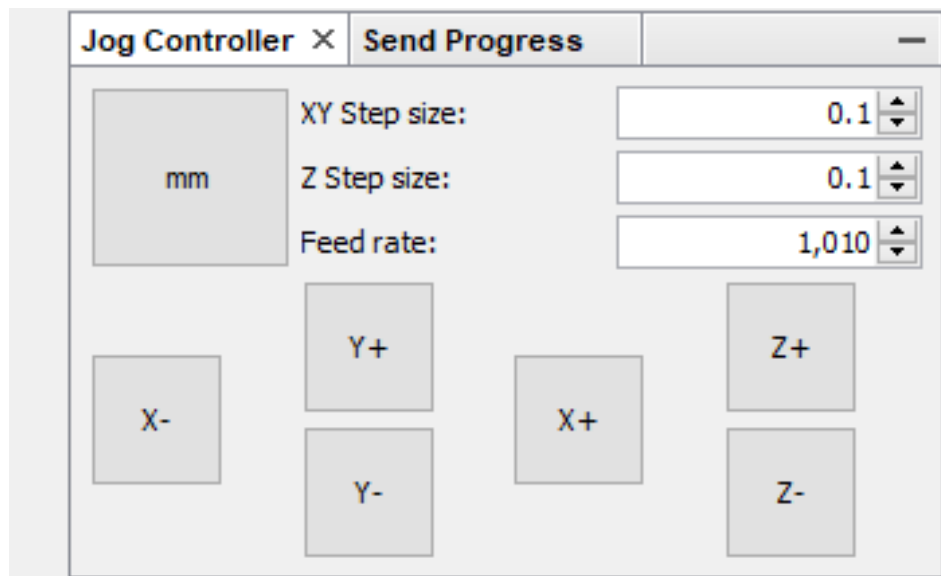 Jog Controller × Send Progress
mm
XY Step size: 0.1
Z Step size: 0.1
Feed rate: 1,010
Y+ Z+
X- X+
Y- Z-